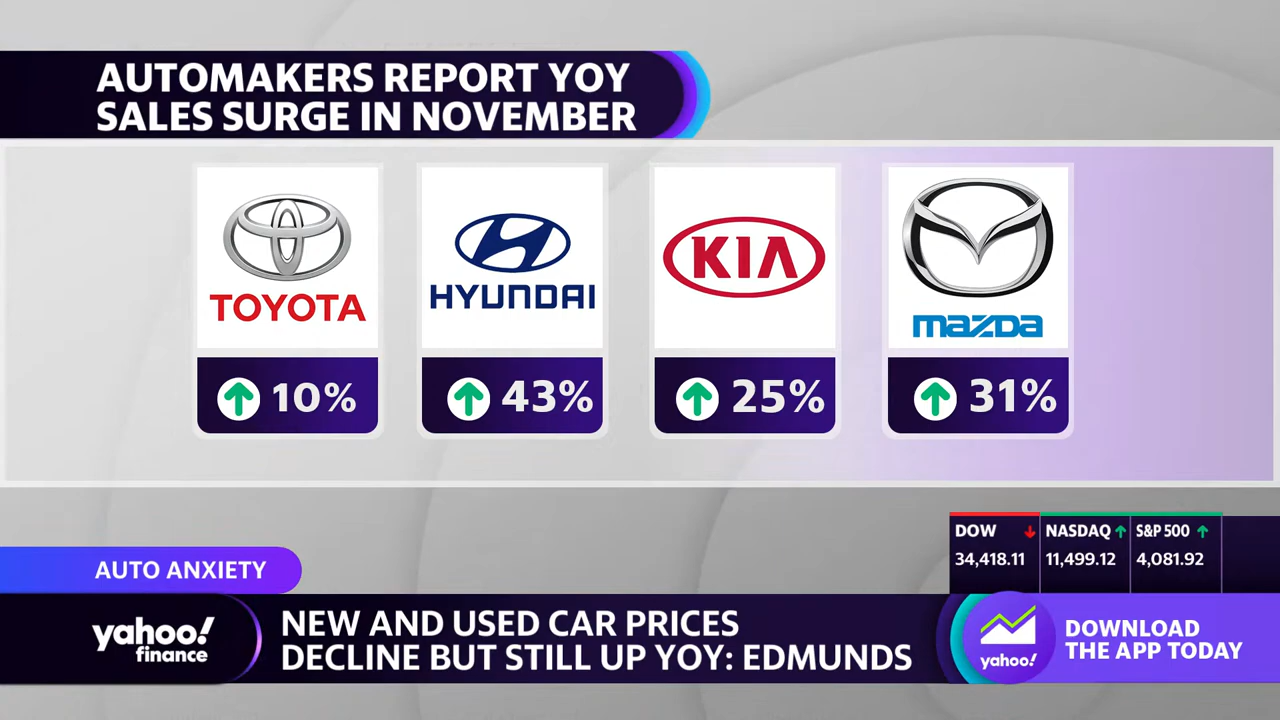 AUTOMAKERS REPORT YOY
SALES SURGE IN NOVEMBER
TOYOTA
10%
HYUNDAI
43%
KIA
25%
mazda
31%
DOW
34,418.11
NASDAQ
11,499.12
S&P 500
4,081.92
AUTO ANXIETY
yahoo!
finance
NEW AND USED CAR PRICES
DECLINE BUT STILL UP YOY: EDMUNDS
yahoo!
DOWNLOAD
THE APP TODAY